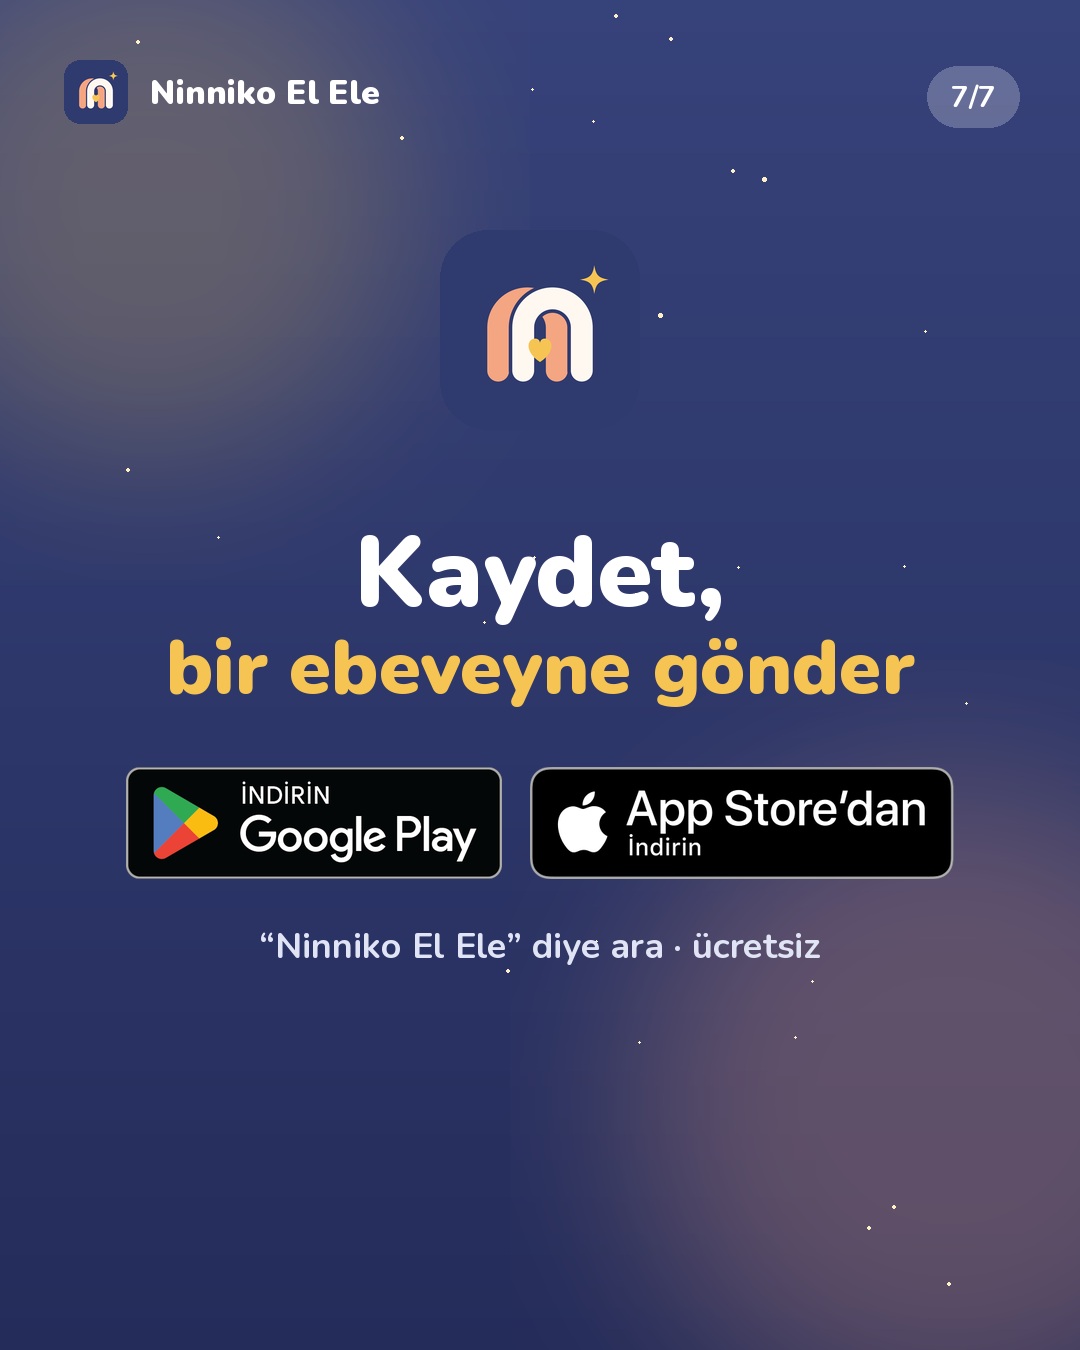 Ninniko El Ele
7/7
Kaydet,
bir ebeveyne gönder
İNDİRİN
Google Play
App Store’dan
İndirin
“Ninniko El Ele” diye ara · ücretsiz